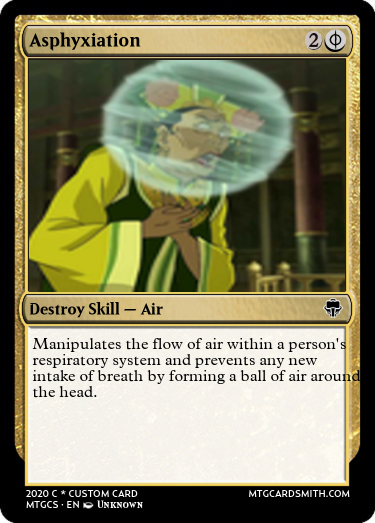 Asphyxiation 2
Destroy Skill — Air
Manipulates the flow of air within a person's
respiratory system and prevents any new
intake of breath by forming a ball of air around
the head.
2020 C * CUSTOM CARD MTGCARDSMITH.COM
MTGCS · EN UNKNOWN